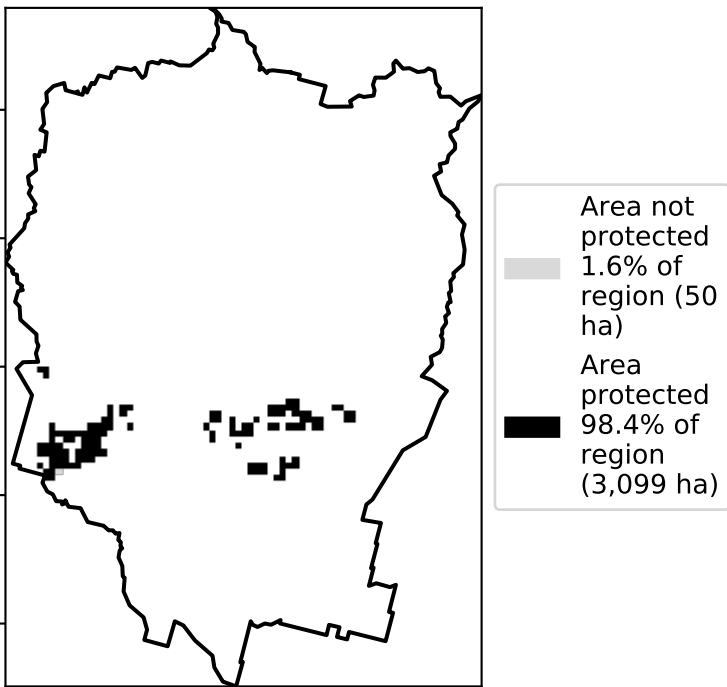 Area not
protected
1.6% of
region (50
ha)
Area
protected
98.4% of
region
(3,099 ha)